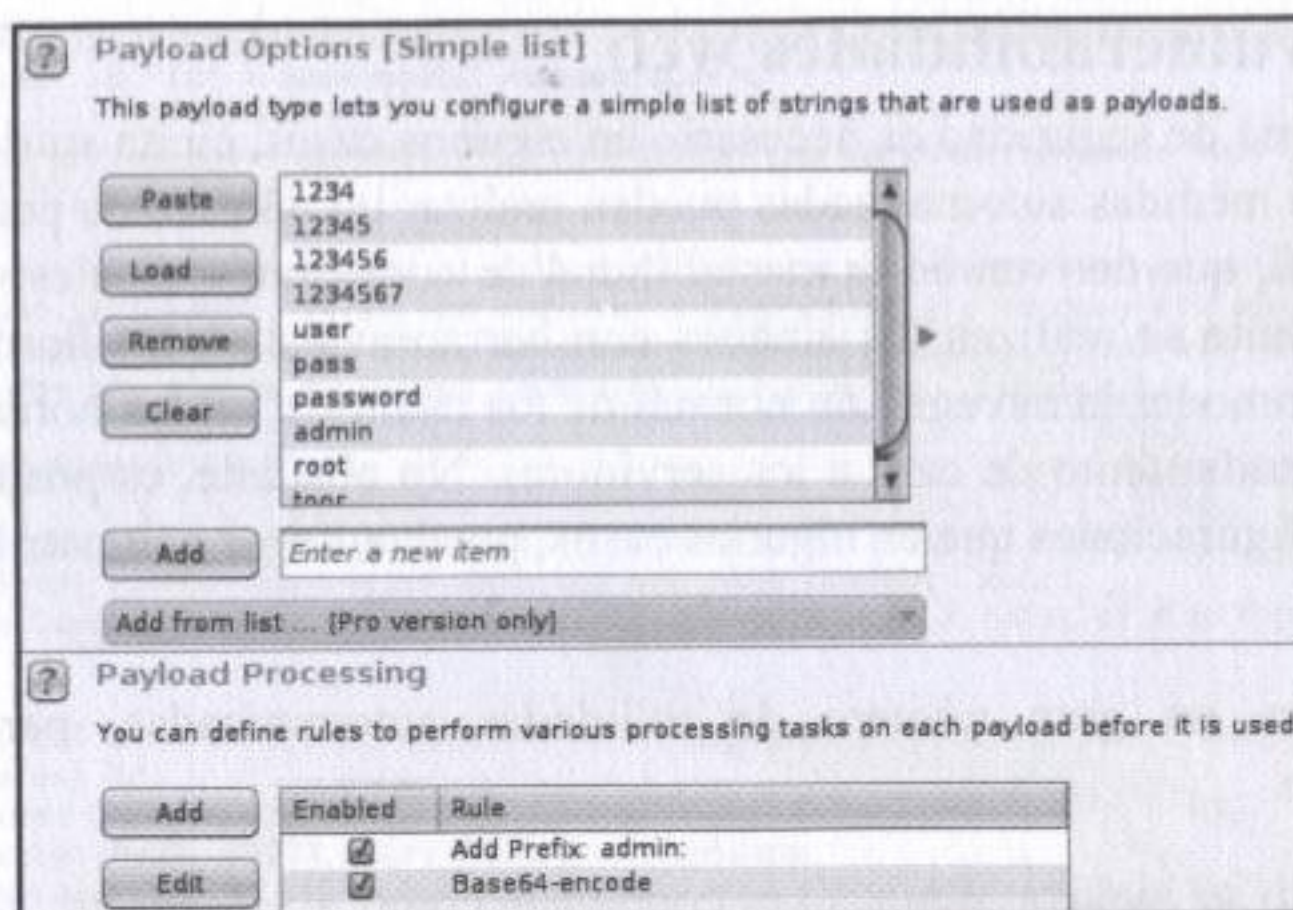 Payload Options [Simple list]
This payload type lets you configure a simple list of strings that are used as payloads.
Paste
Load
Remove
Clear
1234
12345
123456
1234567
user
pass
password
admin
root
toor
Add
Enter a new item
Add from list ... [Pro version only]
Payload Processing
You can define rules to perform various processing tasks on each payload before it is used
Add
Edit
Enabled Rule
Add Prefix: admin:
Base64-encode